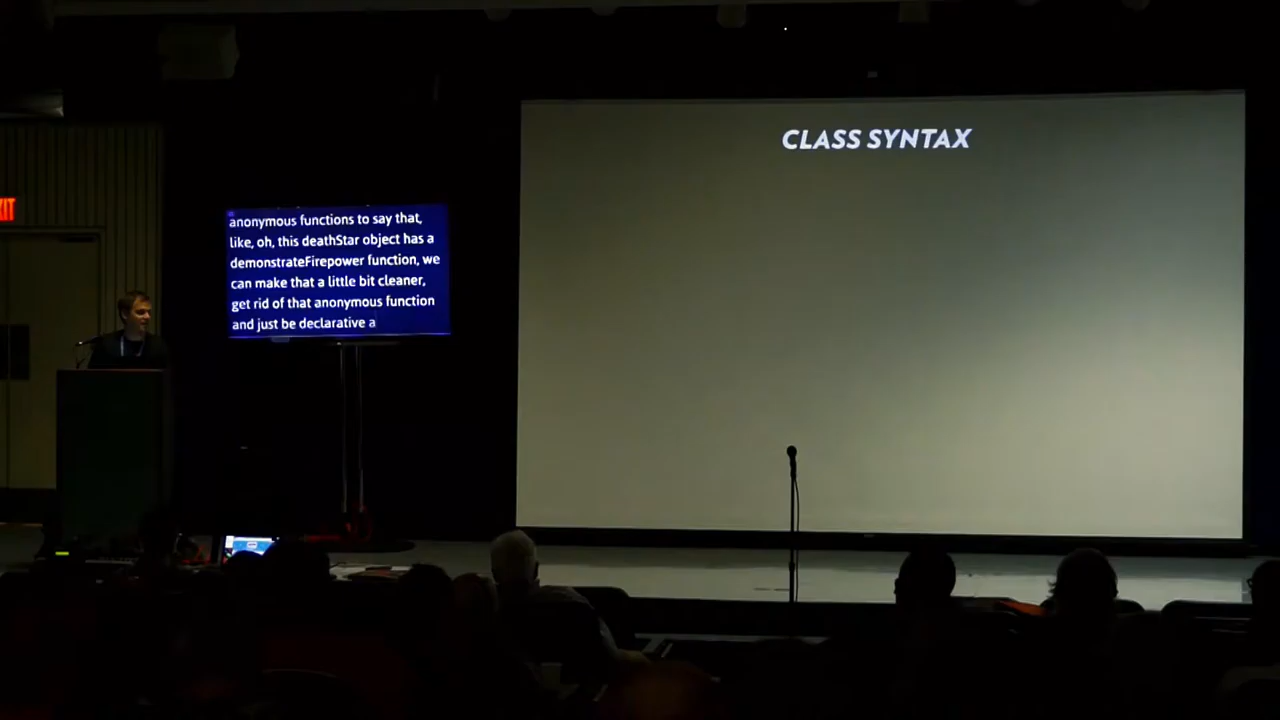 CLASS SYNTAX
anonymous functions to say that,
like, oh, this deathStar object has a
demonstrateFirepower function, we
can make that a little bit cleaner,
get rid of that anonymous function
and just be declarative a